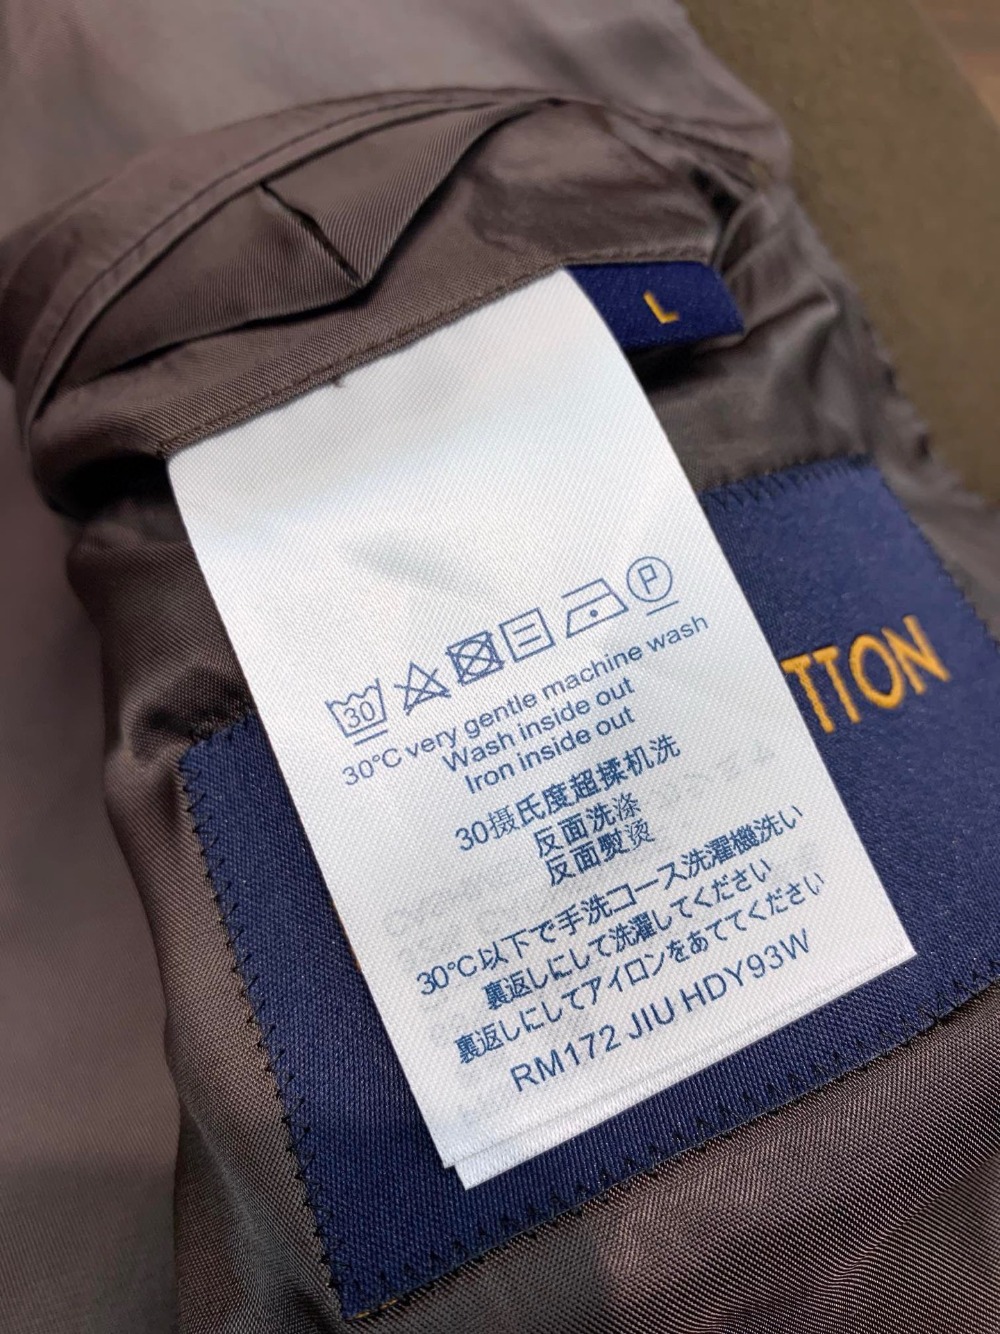 L
TTON
30
P
30°C very gentle machine wash
Wash inside out
Iron inside out
30摄氏度超揉机洗
反面洗涤
反面熨烫
30°C以下で手洗コース洗濯機洗い
裏返しにして洗濯してください
裏返しにしてアイロンをあててください
RM172 JIU HDY93W